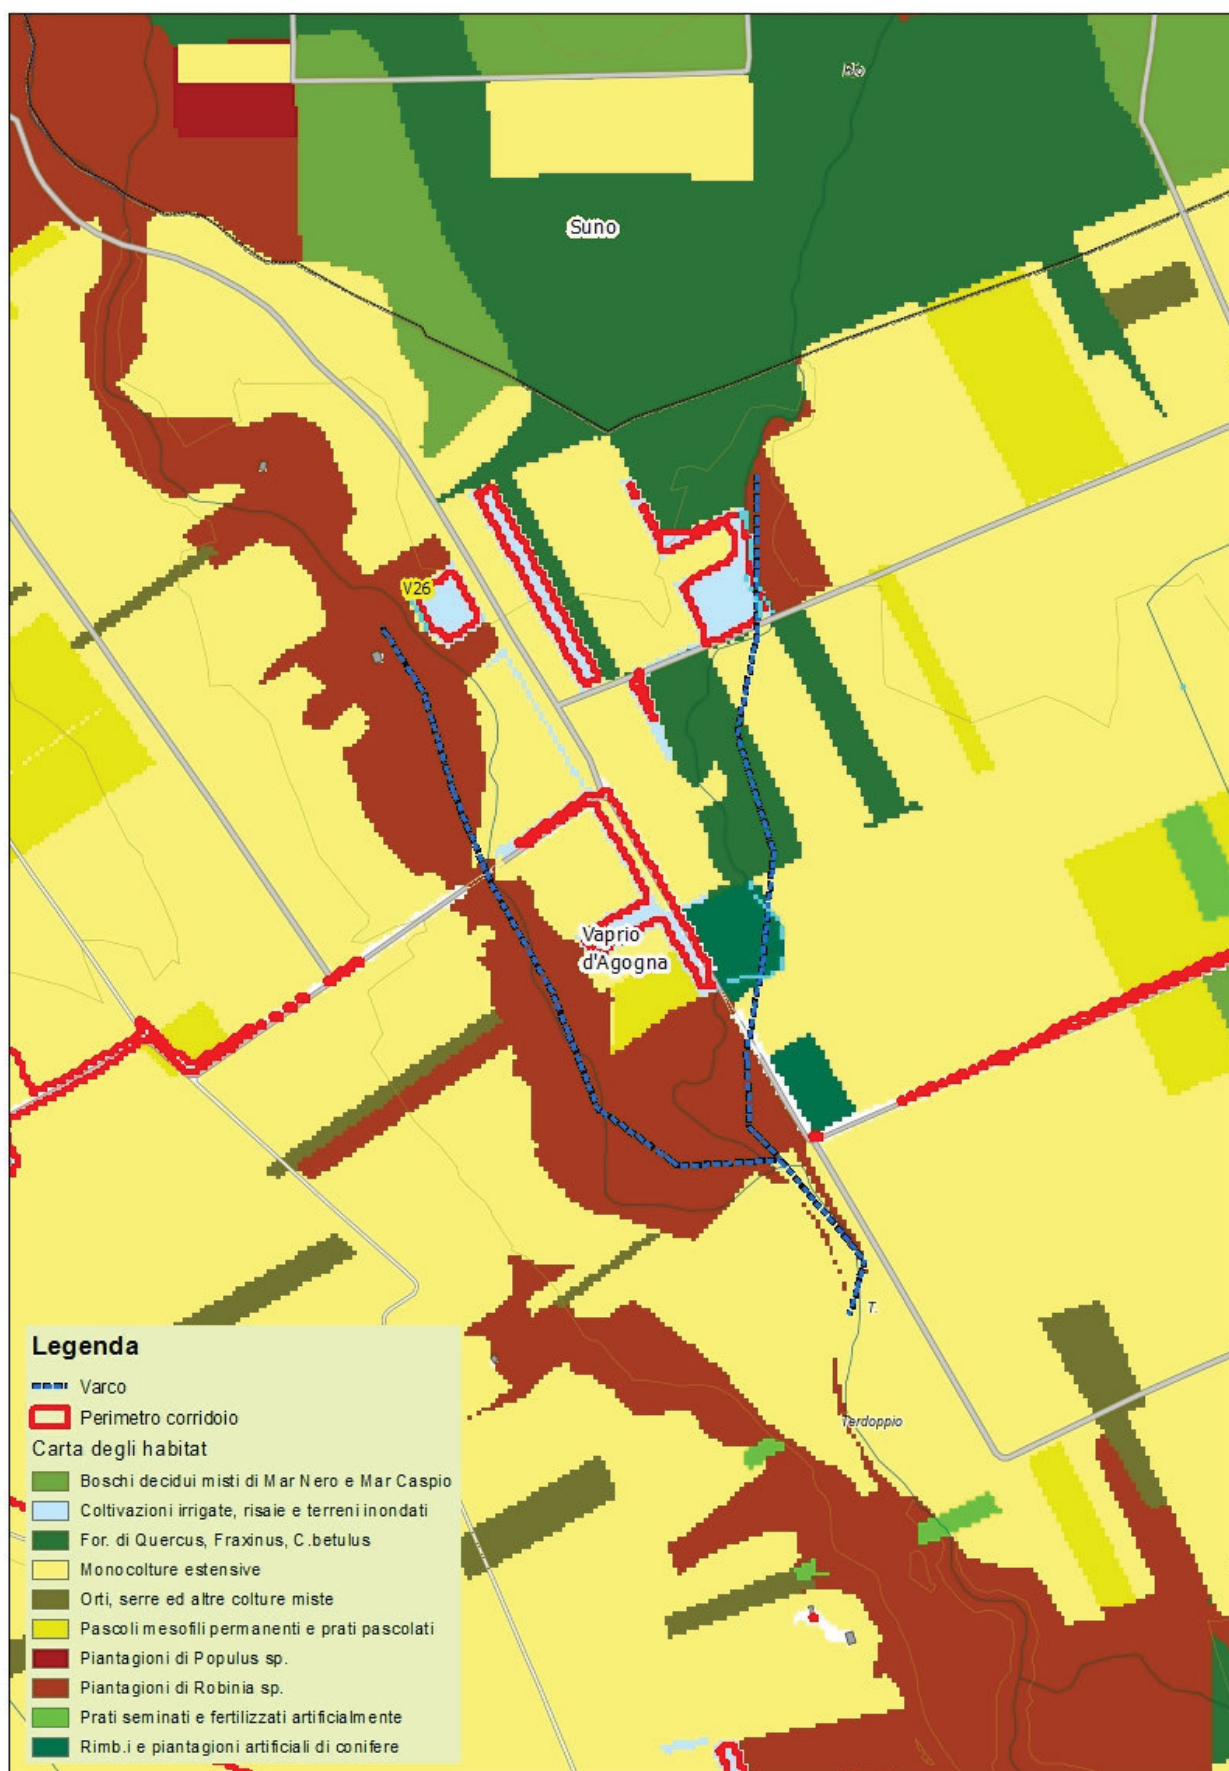 Rio
Suno
V26
Vaprio
d'Agogna
T.
Terdoppio
Legenda
Varco
Perimetro corridoio
Carta degli habitat
Boschi decidui misti di Mar Nero e Mar Caspio
Coltivazioni irrigate, risaie e terreni inondati
For. di Quercus, Fraxinus, C.betulus
Monocolture estensive
Orti, serre ed altre colture miste
Pascoli mesofili permanenti e prati pascolati
Piantagioni di Populus sp.
Piantagioni di Robinia sp.
Prati seminati e fertilizzati artificialmente
Rimb.i e piantagioni artificiali di conifere